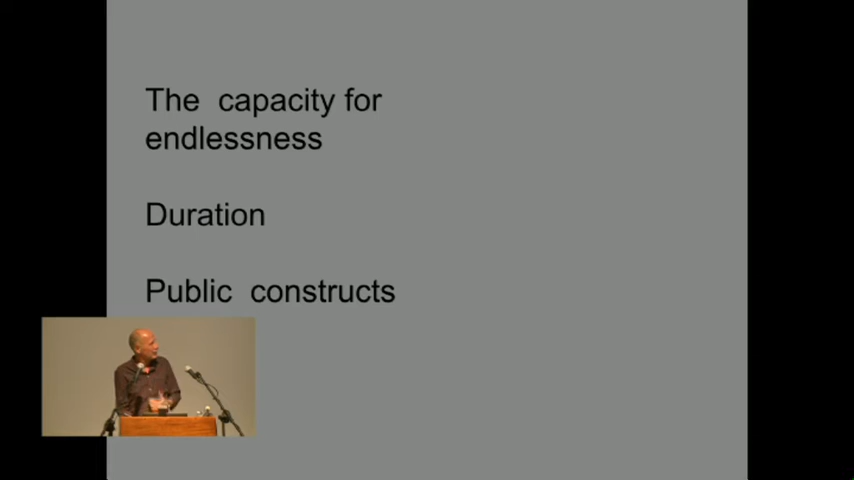 The capacity for
endlessness
Duration
Public constructs